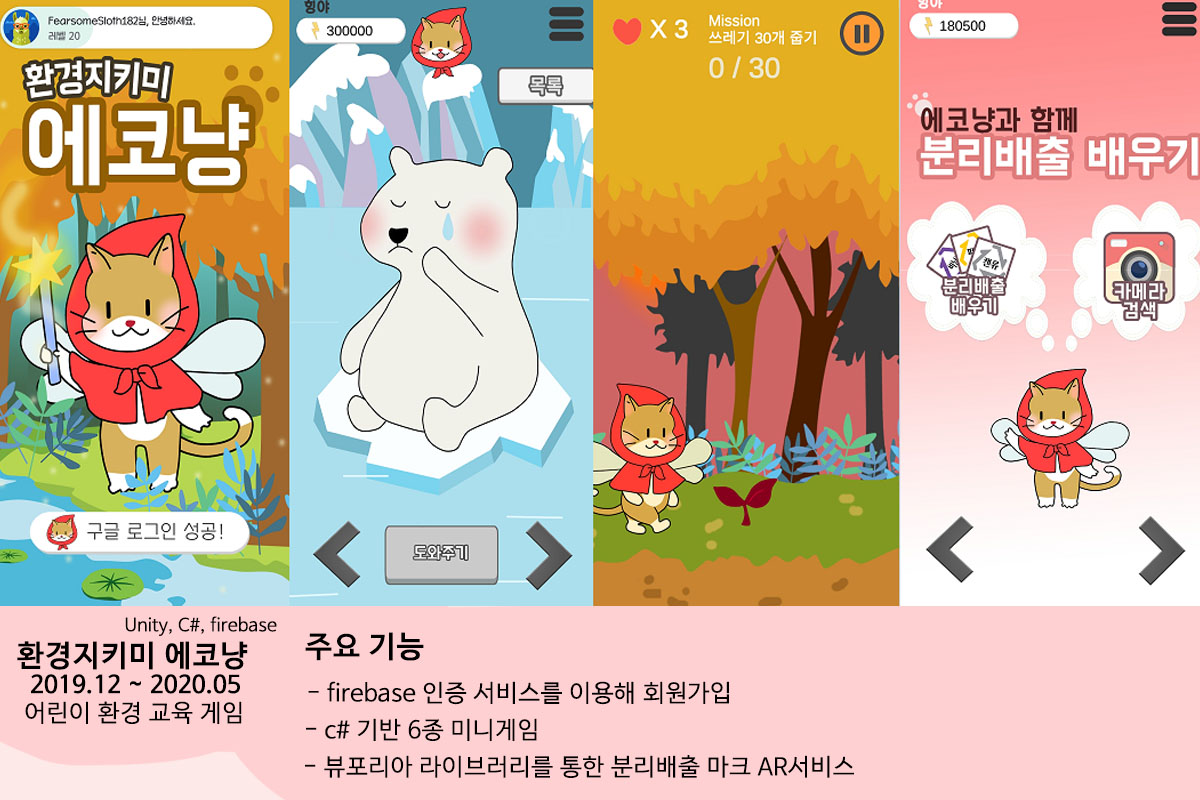 FearsomeSloth182님, 안녕하세요.
레벨 20
환경지키미
에코냥
구글 로그인 성공!
힝야
300000
목록
도와주기
X 3
Mission
쓰레기 30개 줍기
0 / 30
힝야
180500
에코냥과 함께
분리배출 배우기
캔류
분리배출
배우기
카메라
검색
Unity, C#, firebase
환경지키미 에코냥
2019.12 ~ 2020.05
어린이 환경 교육 게임
주요 기능
- firebase 인증 서비스를 이용해 회원가입
- c# 기반 6종 미니게임
- 뷰포리아 라이브러리를 통한 분리배출 마크 AR서비스